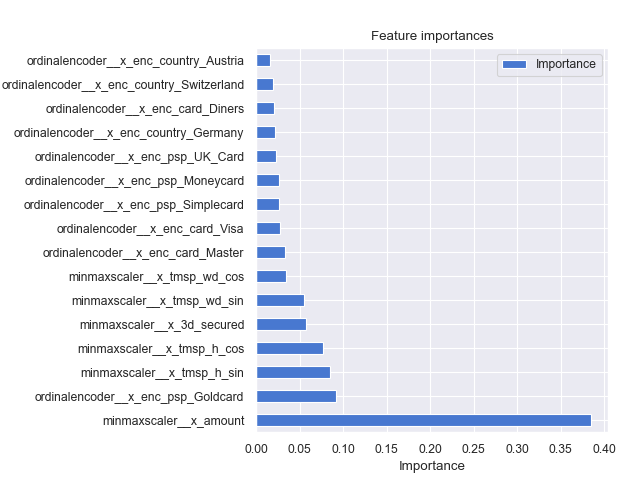 Feature importances
Importance
ordinalencoder__x_enc_country_Austria
ordinalencoder__x_enc_country_Switzerland
ordinalencoder__x_enc_card_Diners
ordinalencoder__x_enc_country_Germany
ordinalencoder__x_enc_psp_UK_Card
ordinalencoder__x_enc_psp_Moneycard
ordinalencoder__x_enc_psp_Simplecard
ordinalencoder__x_enc_card_Visa
ordinalencoder__x_enc_card_Master
minmaxscaler__x_tmsp_wd_cos
minmaxscaler__x_tmsp_wd_sin
minmaxscaler__x_3d_secured
minmaxscaler__x_tmsp_h_cos
minmaxscaler__x_tmsp_h_sin
ordinalencoder__x_enc_psp_Goldcard
minmaxscaler__x_amount
0.00 0.05 0.10 0.15 0.20 0.25 0.30 0.35 0.40
Importance